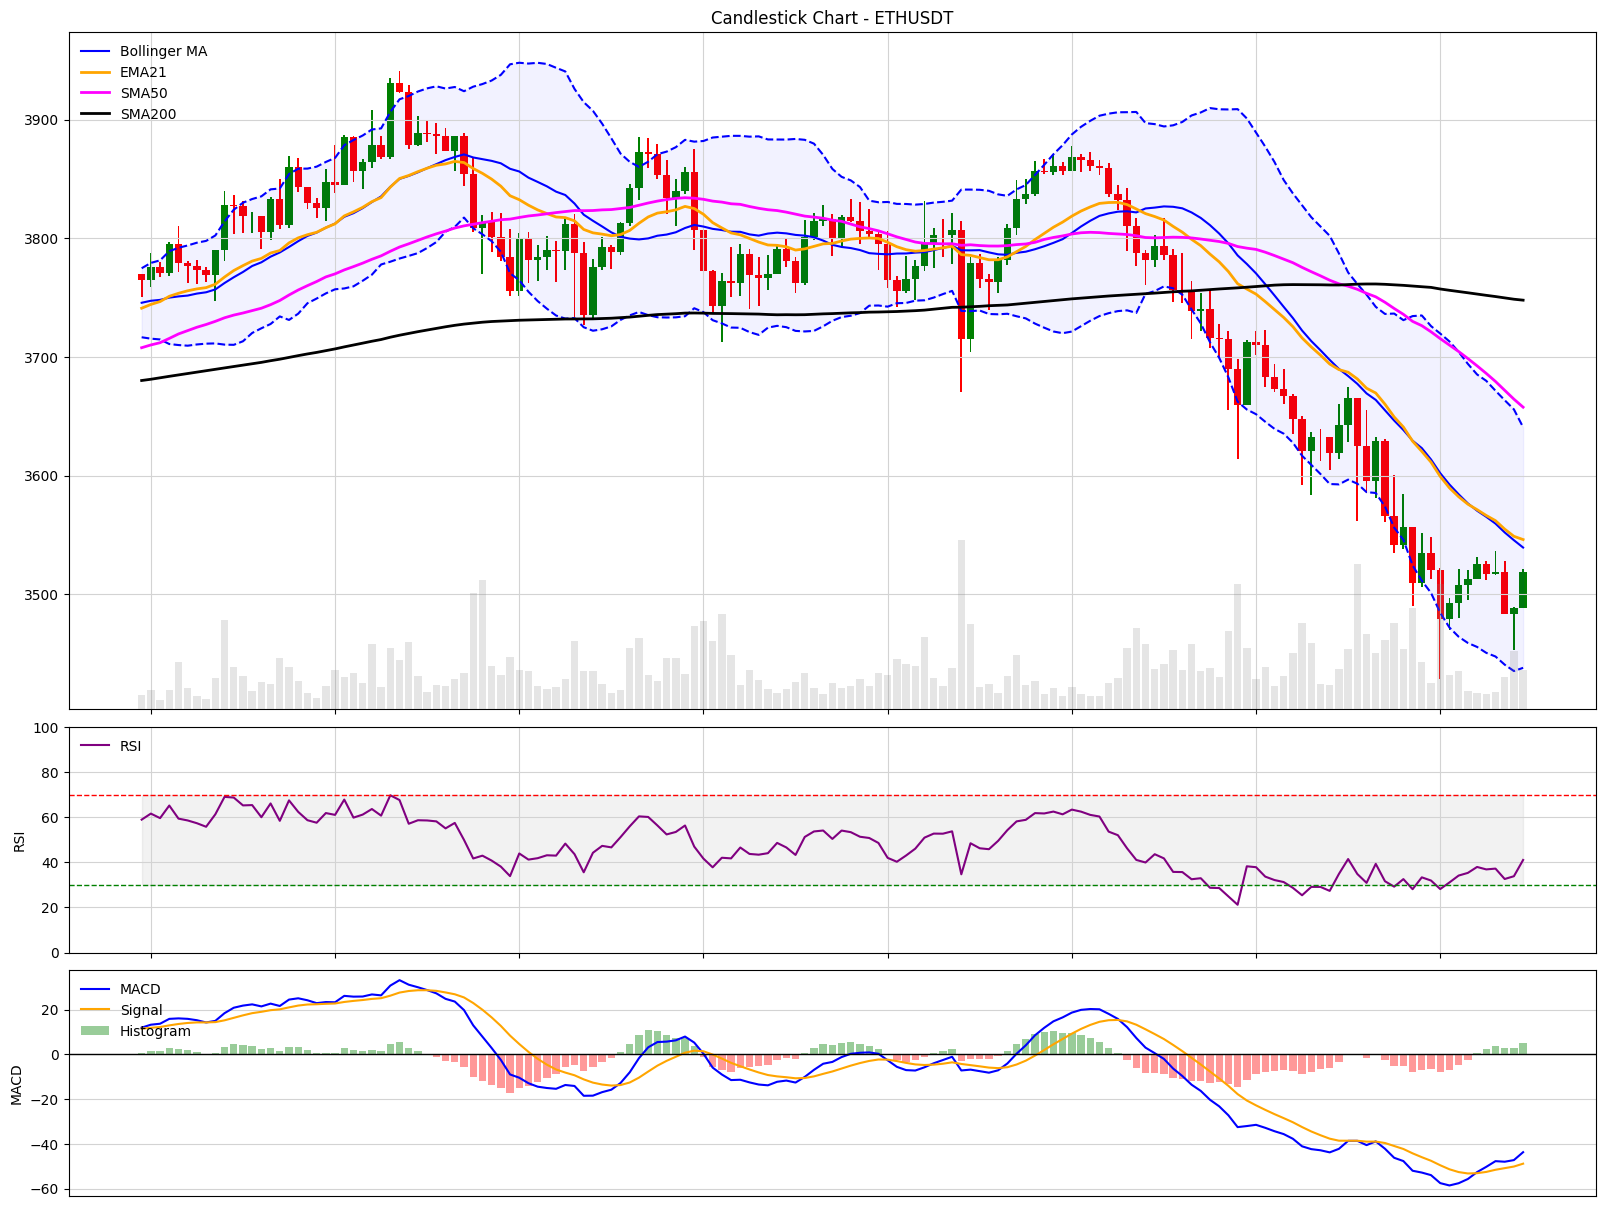 Candlestick Chart - ETHUSDT
Bollinger MA
EMA21
SMA50
SMA200
3900
3800
3700
3600
3500
RSI
100
80
60
40
20
0
RSI
MACD
Signal
Histogram
20
0
−20
−40
−60
MACD